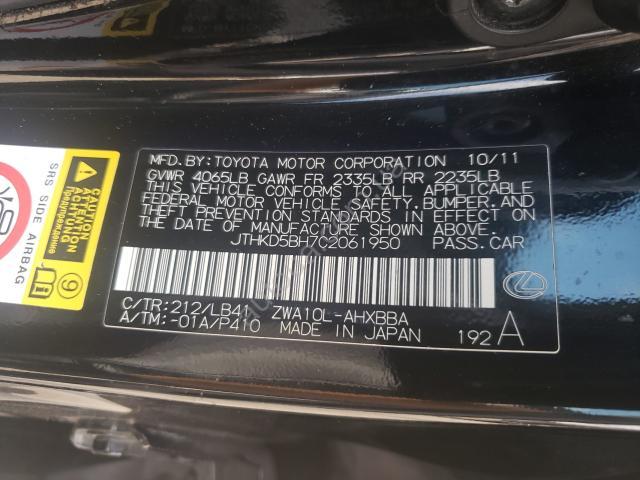 MFD.BY: TOYOTA MOTOR CORPORATION 10/11
GVWR 4065LB GAWR FR 2335LB RR 2235LB
THIS VEHICLE CONFORMS TO ALL APPLICABLE
FEDERAL MOTOR VEHICLE SAFETY,BUMPER,AND
THEFT PREVENTION STANDARDS IN EFFECT ON
THE DATE OF MANUFACTURE SHOWN ABOVE.
JTHKD5BH7C2061950 PASS.CAR
C/TR:212/LB41 ZWA10L-AHXBBA
A/TM:-01A/P410 MADE IN JAPAN 192 A
SRS SIDE AIRBAG
Предупреждение
9